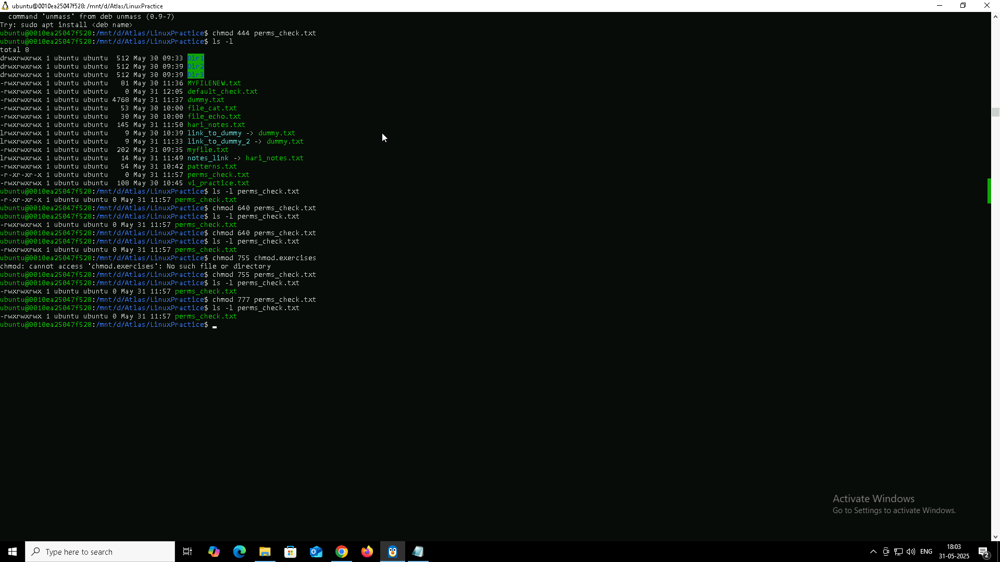 ubuntu@0010ea25047f528: /mnt/d/Atlas/LinuxPractice
  command 'unmass' from deb unmass (0.9-7)
Try: sudo apt install <deb name>
ubuntu@0010ea25047f528:/mnt/d/Atlas/LinuxPractice$ chmod 444 perms_check.txt
ubuntu@0010ea25047f528:/mnt/d/Atlas/LinuxPractice$ ls -l
total 8
drwxrwxrwx 1 ubuntu ubuntu  512 May 30 09:33 Dir1
drwxrwxrwx 1 ubuntu ubuntu  512 May 30 09:39 Dir2
drwxrwxrwx 1 ubuntu ubuntu  512 May 30 09:39 Dir3
-rwxrwxrwx 1 ubuntu ubuntu   81 May 30 11:36 MYFILENEW.txt
-rwxrwxrwx 1 ubuntu ubuntu    0 May 31 12:05 default_check.txt
-rwxrwxrwx 1 ubuntu ubuntu 4768 May 31 11:37 dummy.txt
-rwxrwxrwx 1 ubuntu ubuntu   53 May 30 10:00 file_cat.txt
-rwxrwxrwx 1 ubuntu ubuntu   30 May 30 10:00 file_echo.txt
-rwxrwxrwx 1 ubuntu ubuntu  145 May 31 11:50 hari_notes.txt
lrwxrwxrwx 1 ubuntu ubuntu    9 May 30 10:39 link_to_dummy -> dummy.txt
lrwxrwxrwx 1 ubuntu ubuntu    9 May 31 11:33 link_to_dummy_2 -> dummy.txt
-rwxrwxrwx 1 ubuntu ubuntu  202 May 31 09:35 myfile.txt
lrwxrwxrwx 1 ubuntu ubuntu   14 May 31 11:49 notes_link -> hari_notes.txt
-rwxrwxrwx 1 ubuntu ubuntu   54 May 31 10:42 patterns.txt
-r-xr-xr-x 1 ubuntu ubuntu    0 May 31 11:57 perms_check.txt
-rwxrwxrwx 1 ubuntu ubuntu  108 May 30 10:45 vi_practice.txt
ubuntu@0010ea25047f528:/mnt/d/Atlas/LinuxPractice$ ls -l perms_check.txt
-r-xr-xr-x 1 ubuntu ubuntu 0 May 31 11:57 perms_check.txt
ubuntu@0010ea25047f528:/mnt/d/Atlas/LinuxPractice$ chmod 640 perms_check.txt
ubuntu@0010ea25047f528:/mnt/d/Atlas/LinuxPractice$ ls -l perms_check.txt
-rwxrwxrwx 1 ubuntu ubuntu 0 May 31 11:57 perms_check.txt
ubuntu@0010ea25047f528:/mnt/d/Atlas/LinuxPractice$ chmod 640 perms_check.txt
ubuntu@0010ea25047f528:/mnt/d/Atlas/LinuxPractice$ ls -l perms_check.txt
-rwxrwxrwx 1 ubuntu ubuntu 0 May 31 11:57 perms_check.txt
ubuntu@0010ea25047f528:/mnt/d/Atlas/LinuxPractice$ chmod 755 chmod.exercises
chmod: cannot access 'chmod.exercises': No such file or directory
ubuntu@0010ea25047f528:/mnt/d/Atlas/LinuxPractice$ chmod 755 perms_check.txt
ubuntu@0010ea25047f528:/mnt/d/Atlas/LinuxPractice$ ls -l perms_check.txt
-rwxrwxrwx 1 ubuntu ubuntu 0 May 31 11:57 perms_check.txt
ubuntu@0010ea25047f528:/mnt/d/Atlas/LinuxPractice$ chmod 777 perms_check.txt
ubuntu@0010ea25047f528:/mnt/d/Atlas/LinuxPractice$ ls -l perms_check.txt
-rwxrwxrwx 1 ubuntu ubuntu 0 May 31 11:57 perms_check.txt
ubuntu@0010ea25047f528:/mnt/d/Atlas/LinuxPractice$
Activate Windows
Go to Settings to activate Windows.
Type here to search
ENG
18:03
31-05-2025
2